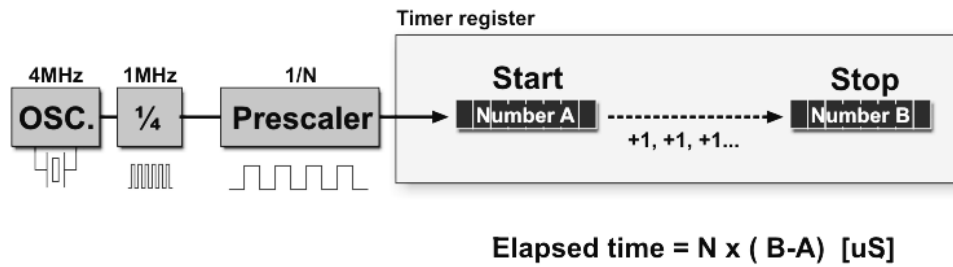 Timer register
4MHz 1MHz 1/N
Start Stop
OSC. ¼ Prescaler Number A Number B
+1, +1, +1...
Elapsed time = N x ( B-A) [uS]